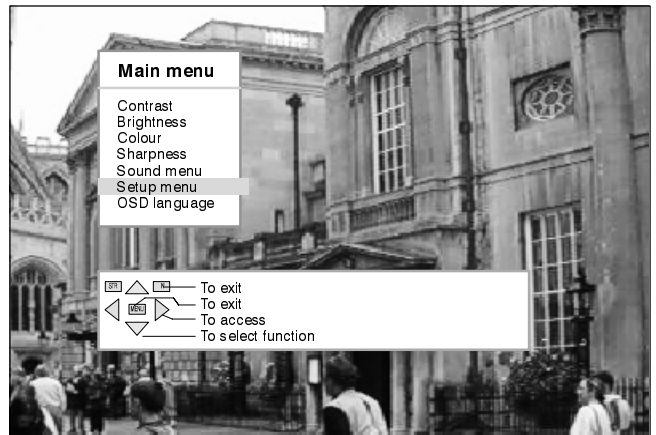 Main menu
Contrast
Brightness
Colour
Sharpness
Sound menu
Setup menu
OSD language
STR
N
To exit
MENU
To exit
To access
To select function